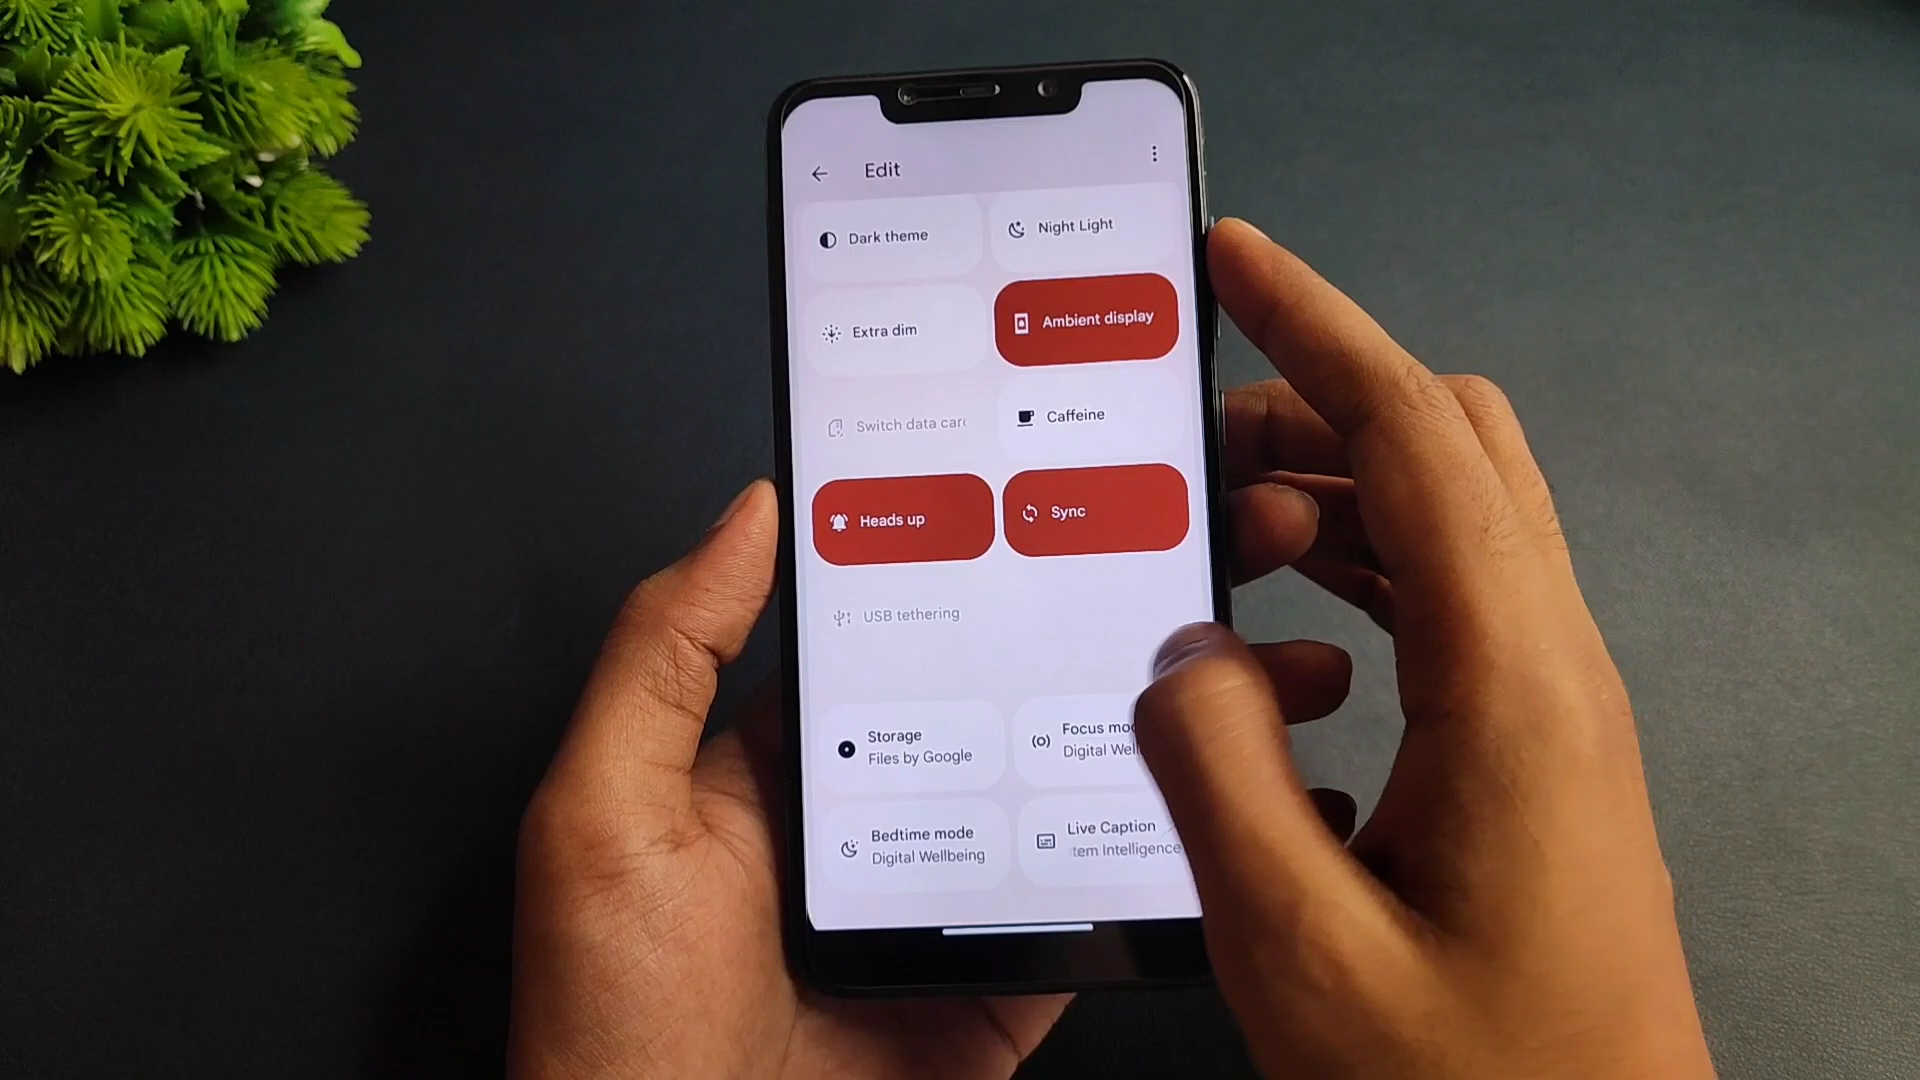 Edit
Dark theme
Night Light
Extra dim
Ambient display
Switch data car
Caffeine
Heads up
Sync
USB tethering
Storage
Files by Google
Focus mo
Digital Well
Bedtime mode
Digital Wellbeing
Live Caption
tem Intelligence